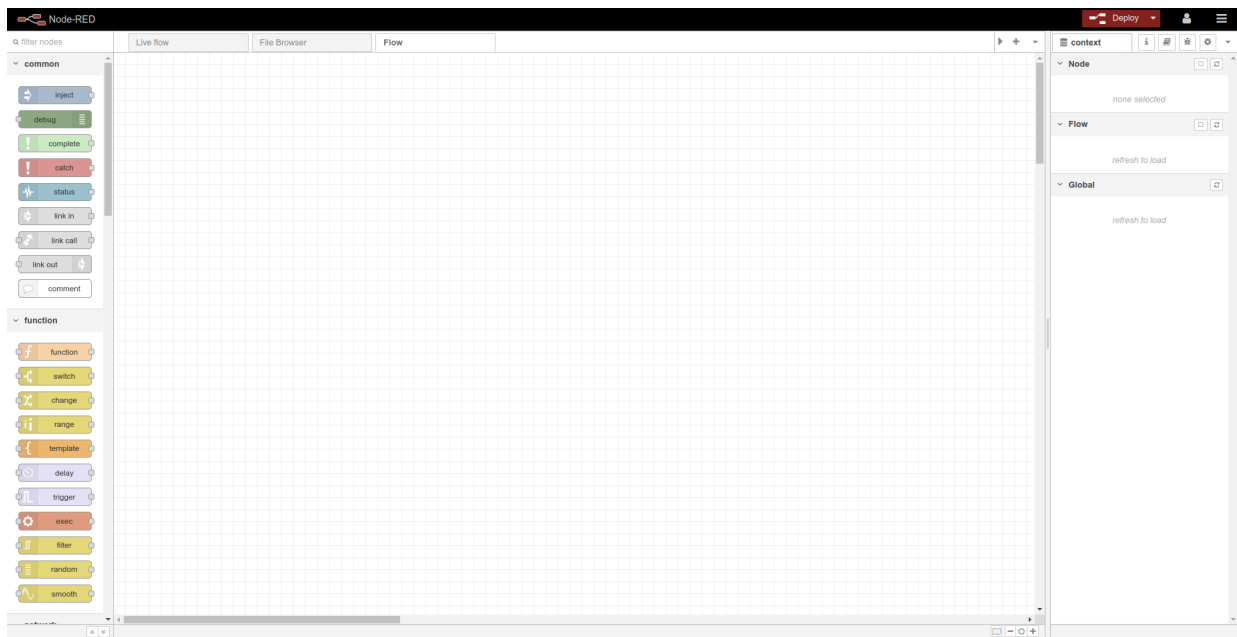 Node-RED
Deploy
filter nodes
Live flow
File Browser
Flow
context
common
inject
debug
complete
catch
status
link in
link call
link out
comment
function
function
switch
change
range
template
delay
trigger
exec
filter
random
smooth
network
Node
none selected
Flow
refresh to load
Global
refresh to load